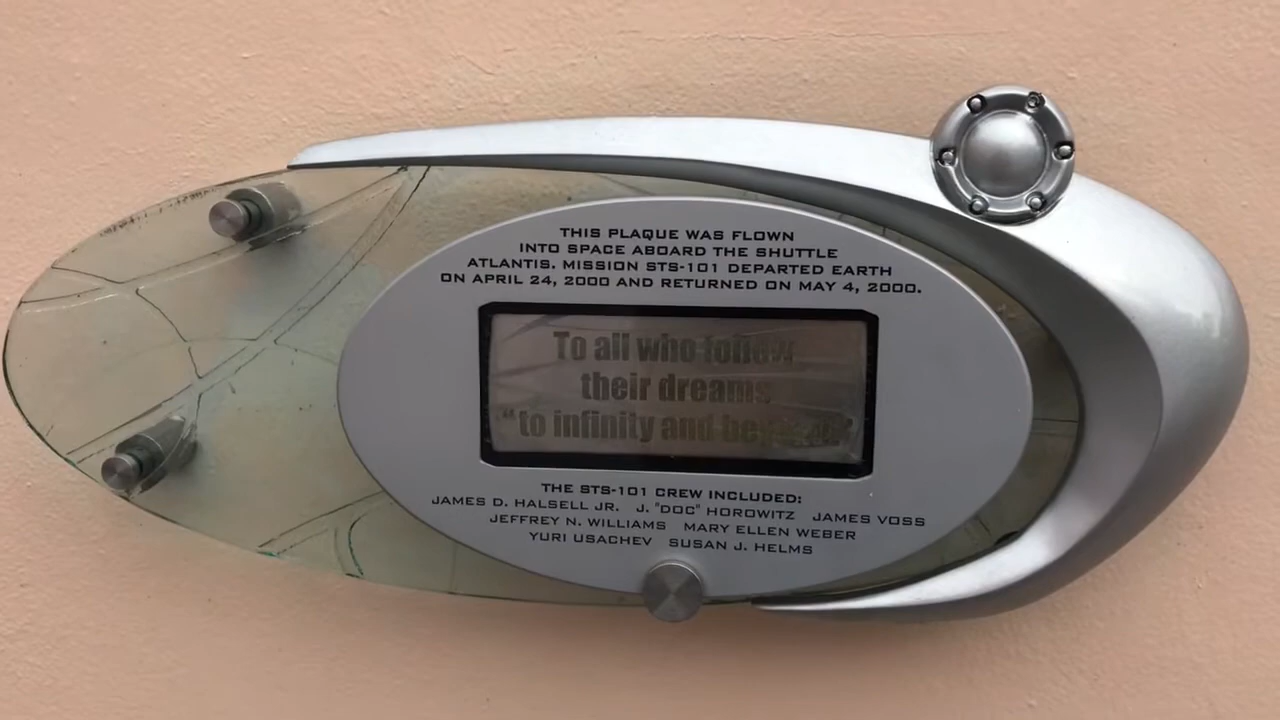 THIS PLAQUE WAS FLOWN
INTO SPACE ABOARD THE SHUTTLE
ATLANTIS. MISSION STS-101 DEPARTED EARTH
ON APRIL 24, 2000 AND RETURNED ON MAY 4, 2000.
To all who follow
their dreams
"to infinity and
THE STS-101 CREW INCLUDED:
JAMES D. HALSELL JR. J. "DOC" HOROWITZ JAMES VOSS
JEFFREY N. WILLIAMS MARY ELLEN WEBER
YURI USACHEV SUSAN J. HELMS